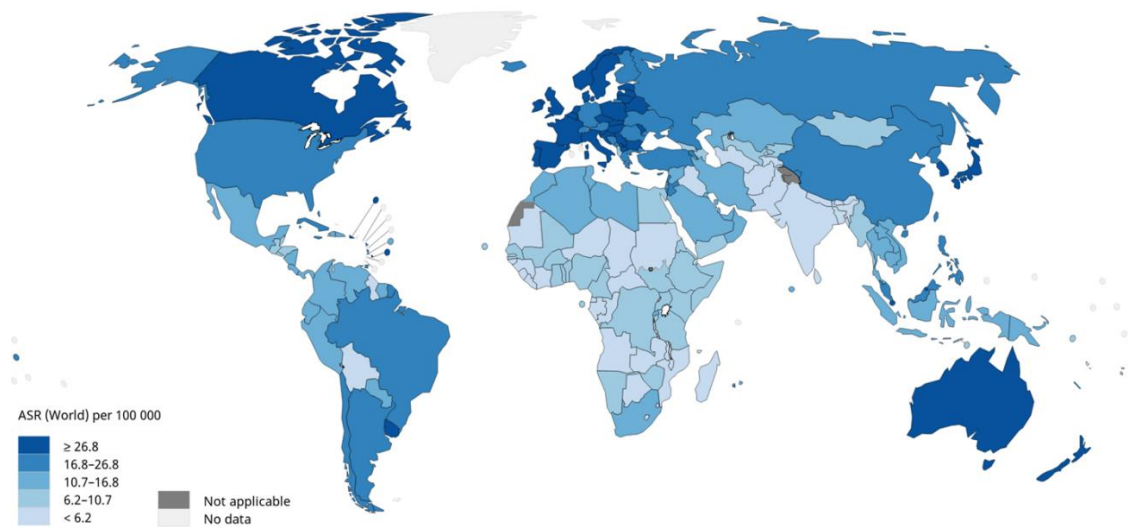 ASR (World) per 100 000
≥ 26.8
16.8–26.8
10.7–16.8
6.2–10.7
< 6.2
Not applicable
No data